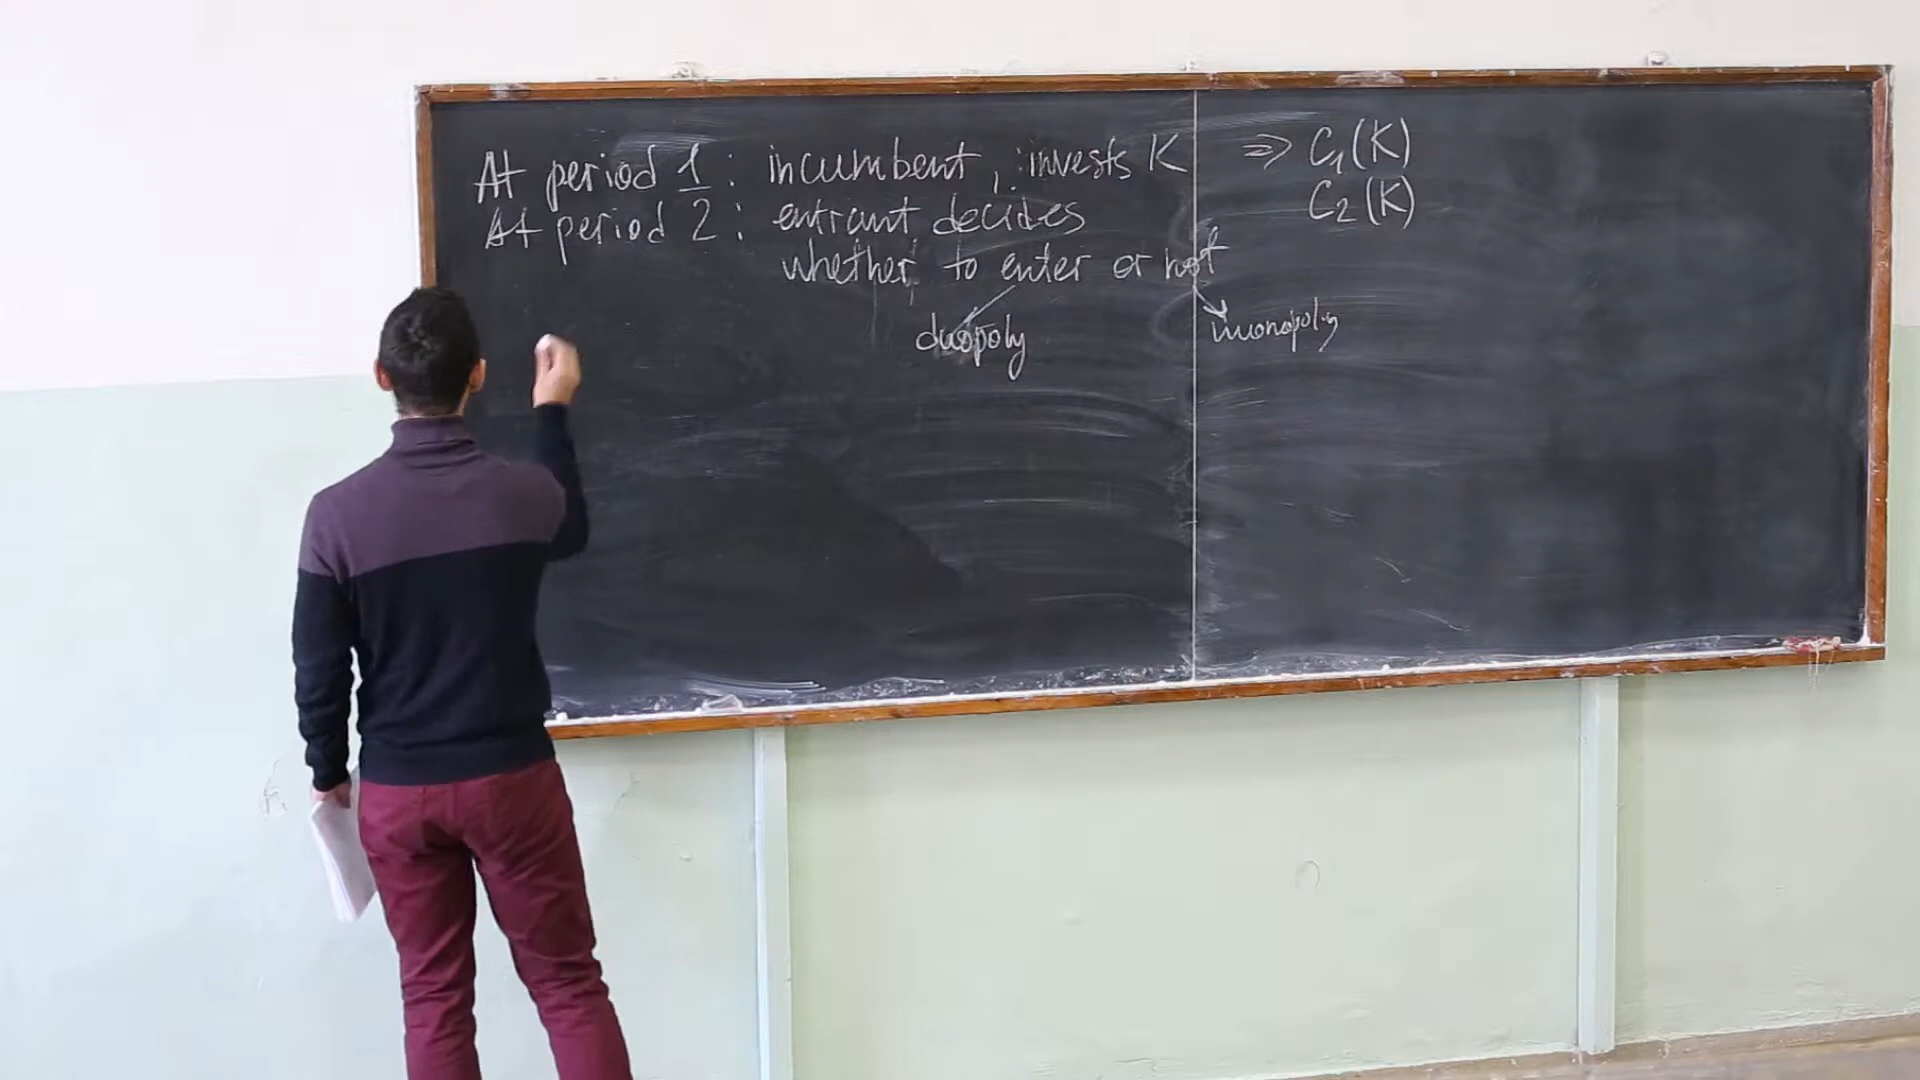 At period 1 : incumbent, invests K ⇒ C₁(K)
C₂(K)
At period 2 : entrant decides
whether to enter or not
duopoly
monopoly